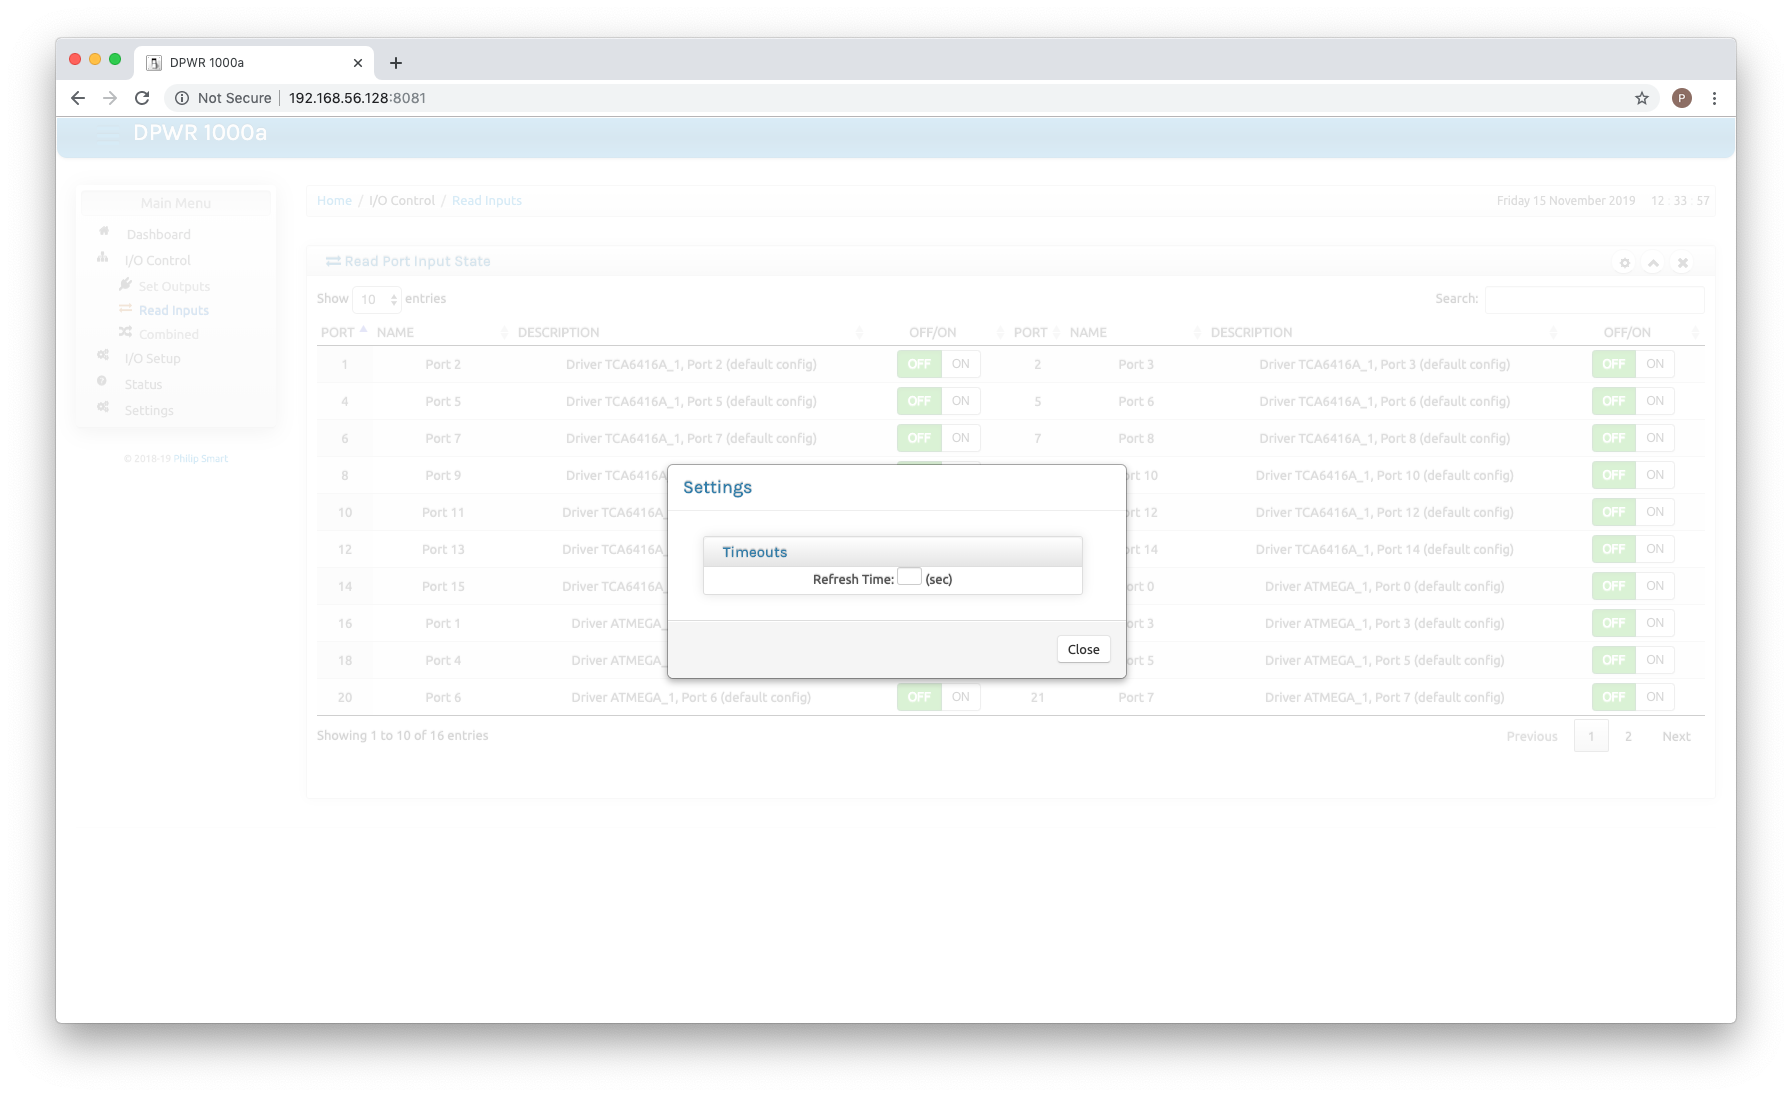 DPWR 1000a
Not Secure 192.168.56.128:8081
P
DPWR 1000a
Main Menu
Dashboard
I/O Control
Set Outputs
Read Inputs
Combined
I/O Setup
Status
Settings
© 2018-19 Philip Smart.
Home / I/O Control / Read Inputs
Friday 15 November 2019 12 : 33 : 57
Read Port Input State
Show 10 entries
Search:
PORT NAME DESCRIPTION OFF/ON PORT NAME DESCRIPTION OFF/ON
1 Port 2 Driver TCA6416A_1, Port 2 (default config) OFF ON 2 Port 3 Driver TCA6416A_1, Port 3 (default config) OFF ON
4 Port 5 Driver TCA6416A_1, Port 5 (default config) OFF ON 5 Port 6 Driver TCA6416A_1, Port 6 (default config) OFF ON
6 Port 7 Driver TCA6416A_1, Port 7 (default config) OFF ON 7 Port 8 Driver TCA6416A_1, Port 8 (default config) OFF ON
8 Port 9 Driver TCA6416A_ ort 10 Driver TCA6416A_1, Port 10 (default config) OFF ON
10 Port 11 Driver TCA6416A_ ort 12 Driver TCA6416A_1, Port 12 (default config) OFF ON
12 Port 13 Driver TCA6416A_ ort 14 Driver TCA6416A_1, Port 14 (default config) OFF ON
14 Port 15 Driver TCA6416A_ ort 0 Driver ATMEGA_1, Port 0 (default config) OFF ON
16 Port 1 Driver ATMEGA_ ort 3 Driver ATMEGA_1, Port 3 (default config) OFF ON
18 Port 4 Driver ATMEGA_ ort 5 Driver ATMEGA_1, Port 5 (default config) OFF ON
20 Port 6 Driver ATMEGA_1, Port 6 (default config) OFF ON 21 Port 7 Driver ATMEGA_1, Port 7 (default config) OFF ON
Showing 1 to 10 of 16 entries
Previous 1 2 Next
Settings
Timeouts
Refresh Time: (sec)
Close